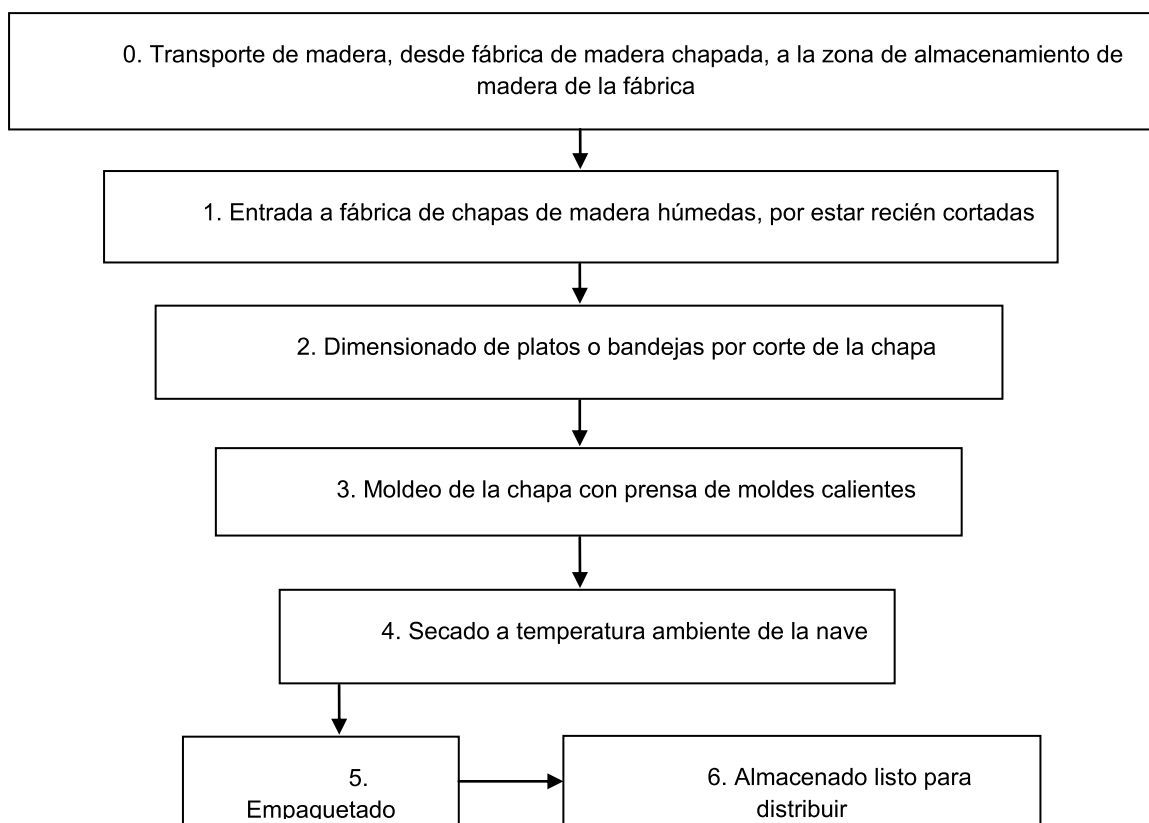 0. Transporte de madera, desde fábrica de madera chapada, a la zona de almacenamiento de
madera de la fábrica
1. Entrada a fábrica de chapas de madera húmedas, por estar recién cortadas
2. Dimensionado de platos o bandejas por corte de la chapa
3. Moldeo de la chapa con prensa de moldes calientes
4. Secado a temperatura ambiente de la nave
5.
Empaquetado
6. Almacenado listo para
distribuir